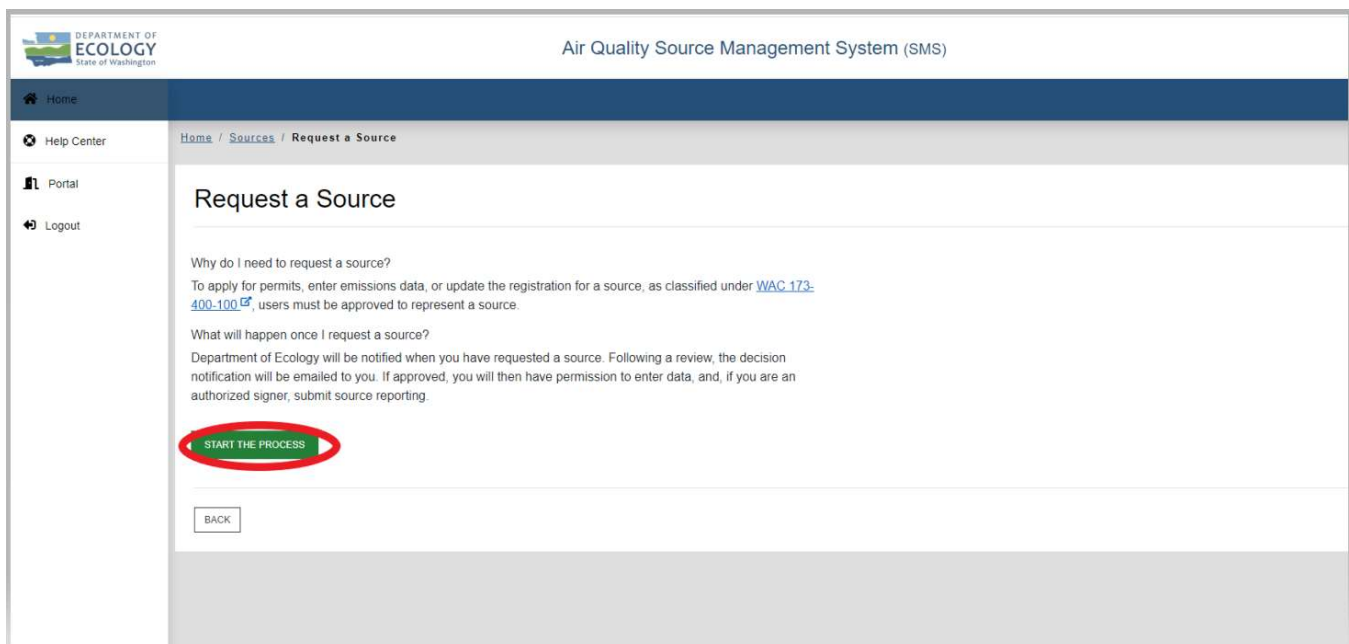 DEPARTMENT OF
ECOLOGY
State of Washington
Air Quality Source Management System (SMS)
Home
Help Center
Portal
Logout
Home / Sources / Request a Source
Request a Source
Why do I need to request a source?
To apply for permits, enter emissions data, or update the registration for a source, as classified under WAC 173-
400-100, users must be approved to represent a source.
What will happen once I request a source?
Department of Ecology will be notified when you have requested a source. Following a review, the decision
notification will be emailed to you. If approved, you will then have permission to enter data, and, if you are an
authorized signer, submit source reporting.
START THE PROCESS
BACK